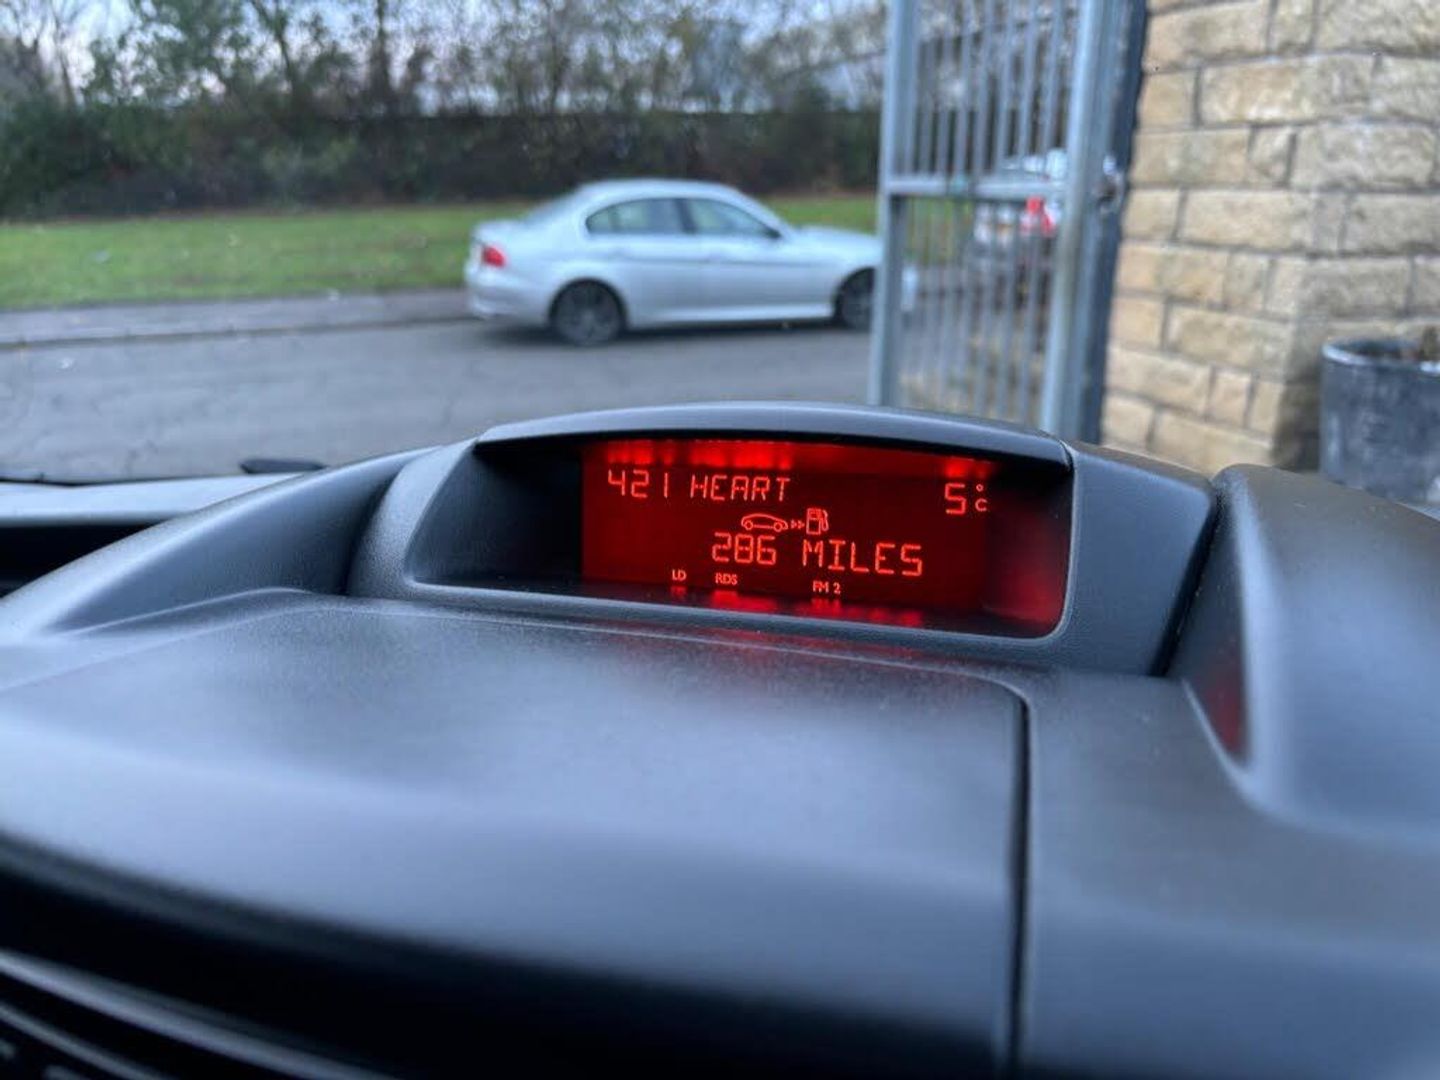 421 HEART 5°C
286 MILES
LD RDS FM 2